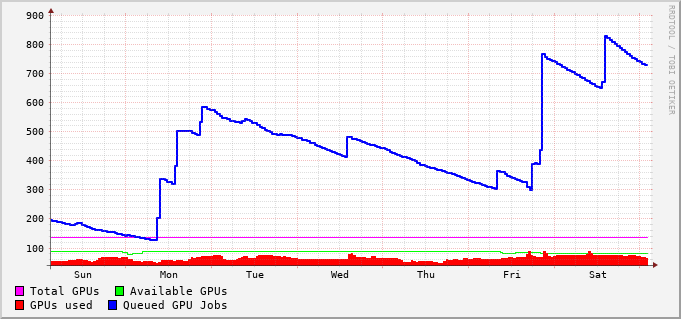 RRDTOOL / TOBI OETIKER
900
800
700
600
500
400
300
200
100
Sun Mon Tue Wed Thu Fri Sat
Total GPUs Available GPUs
GPUs used Queued GPU Jobs